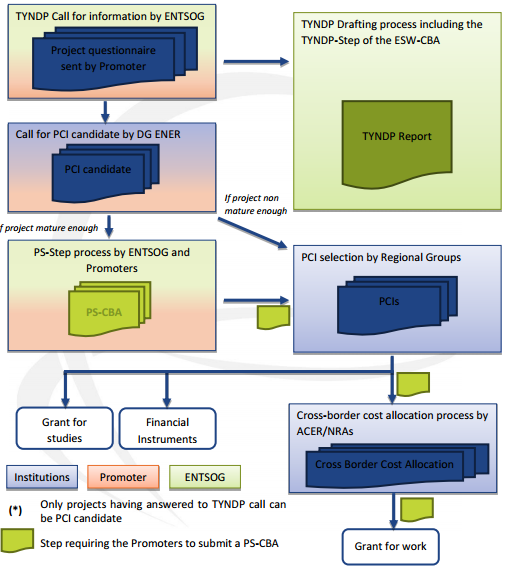 TYNDP Call for information by ENTSOG
Project questionnaire
sent by Promoter
TYNDP Drafting process including the
TYNDP-Step of the ESW-CBA
TYNDP Report
Call for PCI candidate by DG ENER
PCI candidate
If project non
mature enough
f project mature enough
PS-Step process by ENTSOG and
Promoters
PS-CBA
PCI selection by Regional Groups
PCIs
Grant for
studies
Financial
Instruments
Cross-border cost allocation process by
ACER/NRAs
Cross Border Cost Allocation
Institutions
Promoter
ENTSOG
(*) Only projects having answered to TYNDP call can
be PCI candidate
Step requiring the Promoters to submit a PS-CBA
Grant for work